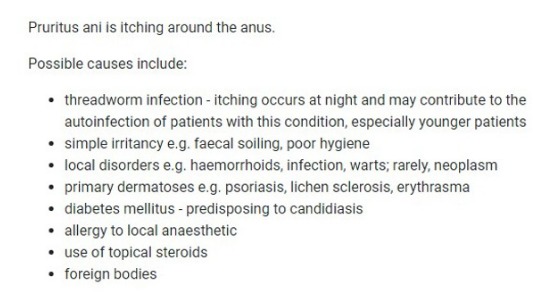 Pruritus ani is itching around the anus.
Possible causes include:
• threadworm infection - itching occurs at night and may contribute to the
autoinfection of patients with this condition, especially younger patients
• simple irritancy e.g. faecal soiling, poor hygiene
• local disorders e.g. haemorrhoids, infection, warts; rarely, neoplasm
• primary dermatoses e.g. psoriasis, lichen sclerosis, erythrasma
• diabetes mellitus - predisposing to candidiasis
• allergy to local anaesthetic
• use of topical steroids
• foreign bodies